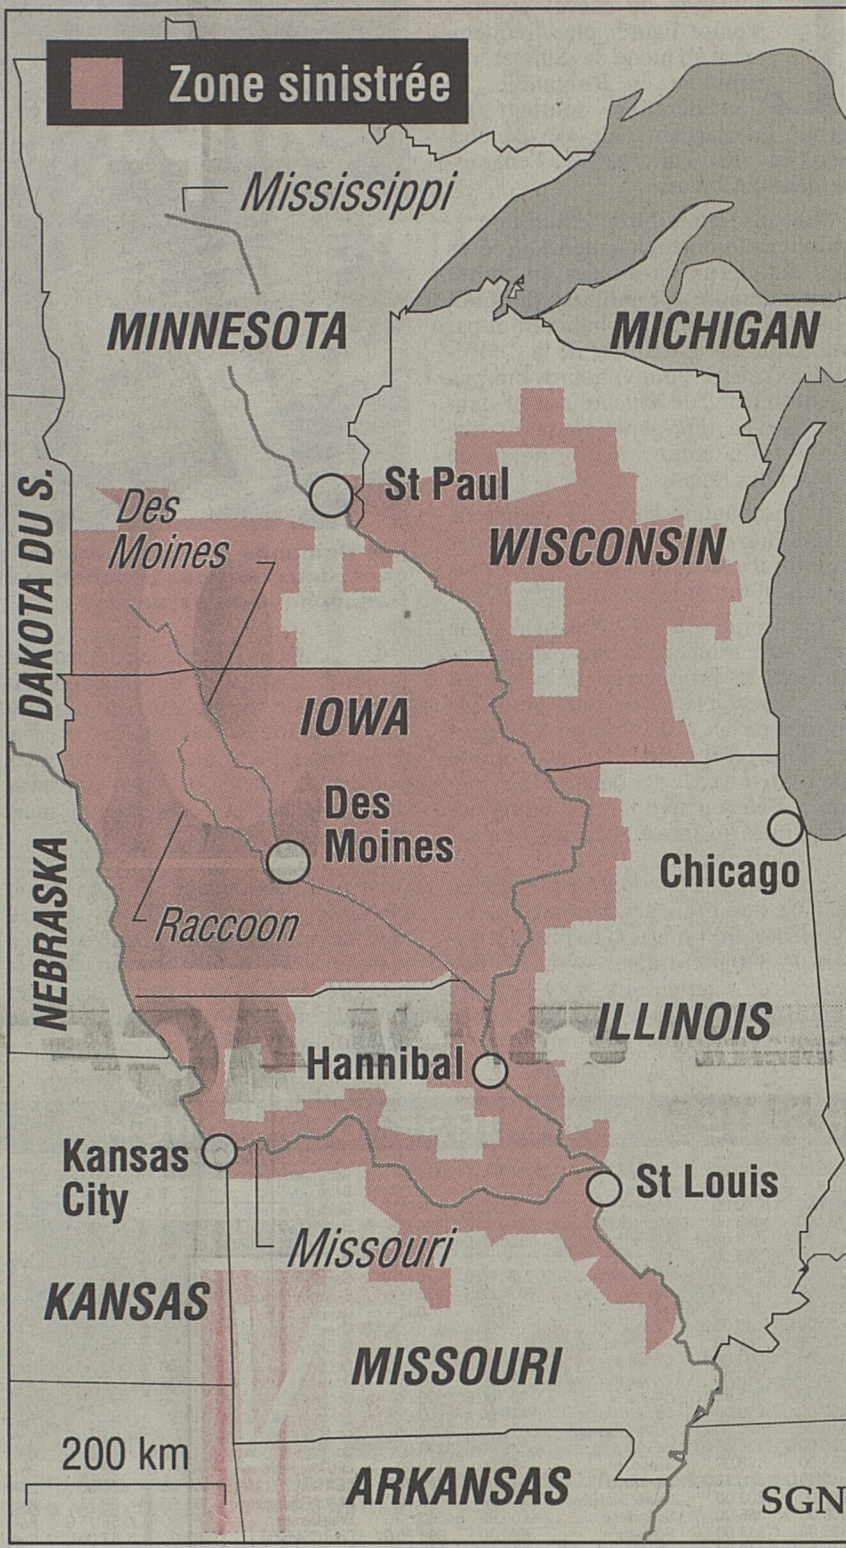 Zone sinistrée
Mississippi
MINNESOTA
MICHIGAN
St Paul
Des
Moines
WISCONSIN
DAKOTA DU S.
IOWA
Des
Moines
Chicago
Raccoon
NEBRASKA
ILLINOIS
Hannibal
Kansas
City
St Louis
Missouri
KANSAS
MISSOURI
200 km
ARKANSAS
SGN